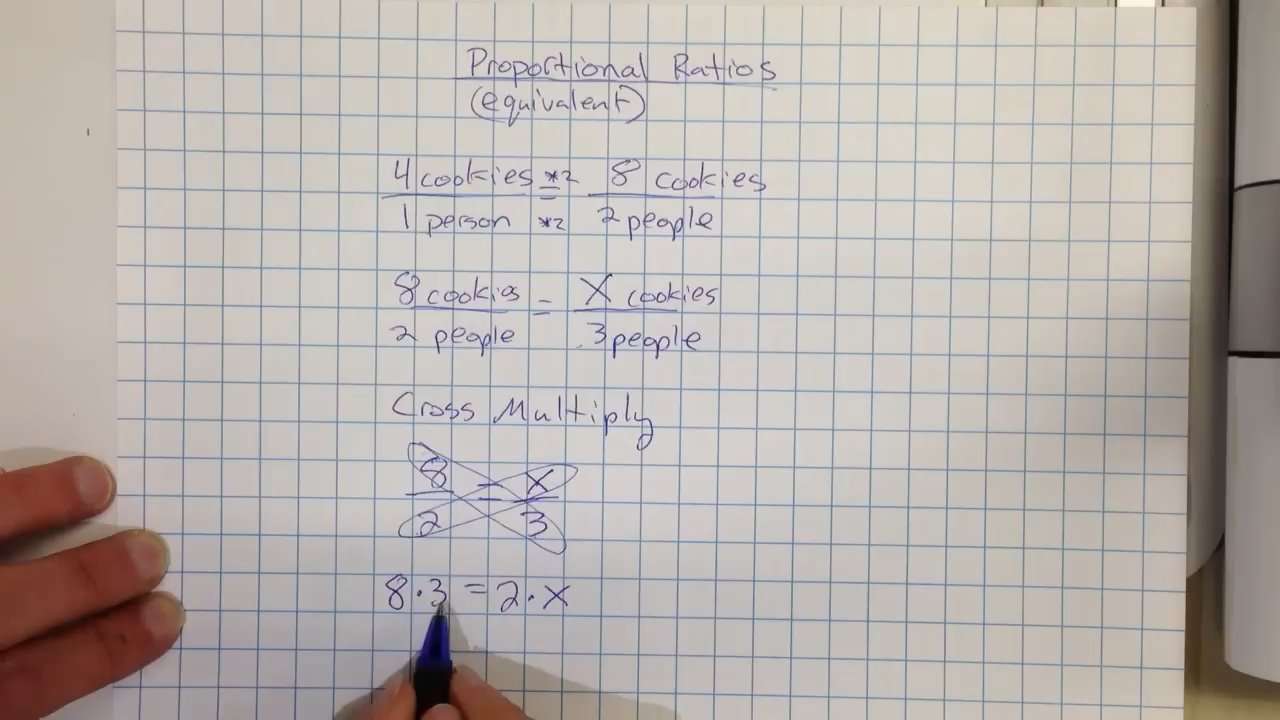 Proportional Ratios
(equivalent)
4 cookies *2 = 8 cookies
1 person *2 2 people
8 cookies = X cookies
2 people 3 people
Cross Multiply
8 = x
2 3
8·3 = 2·x